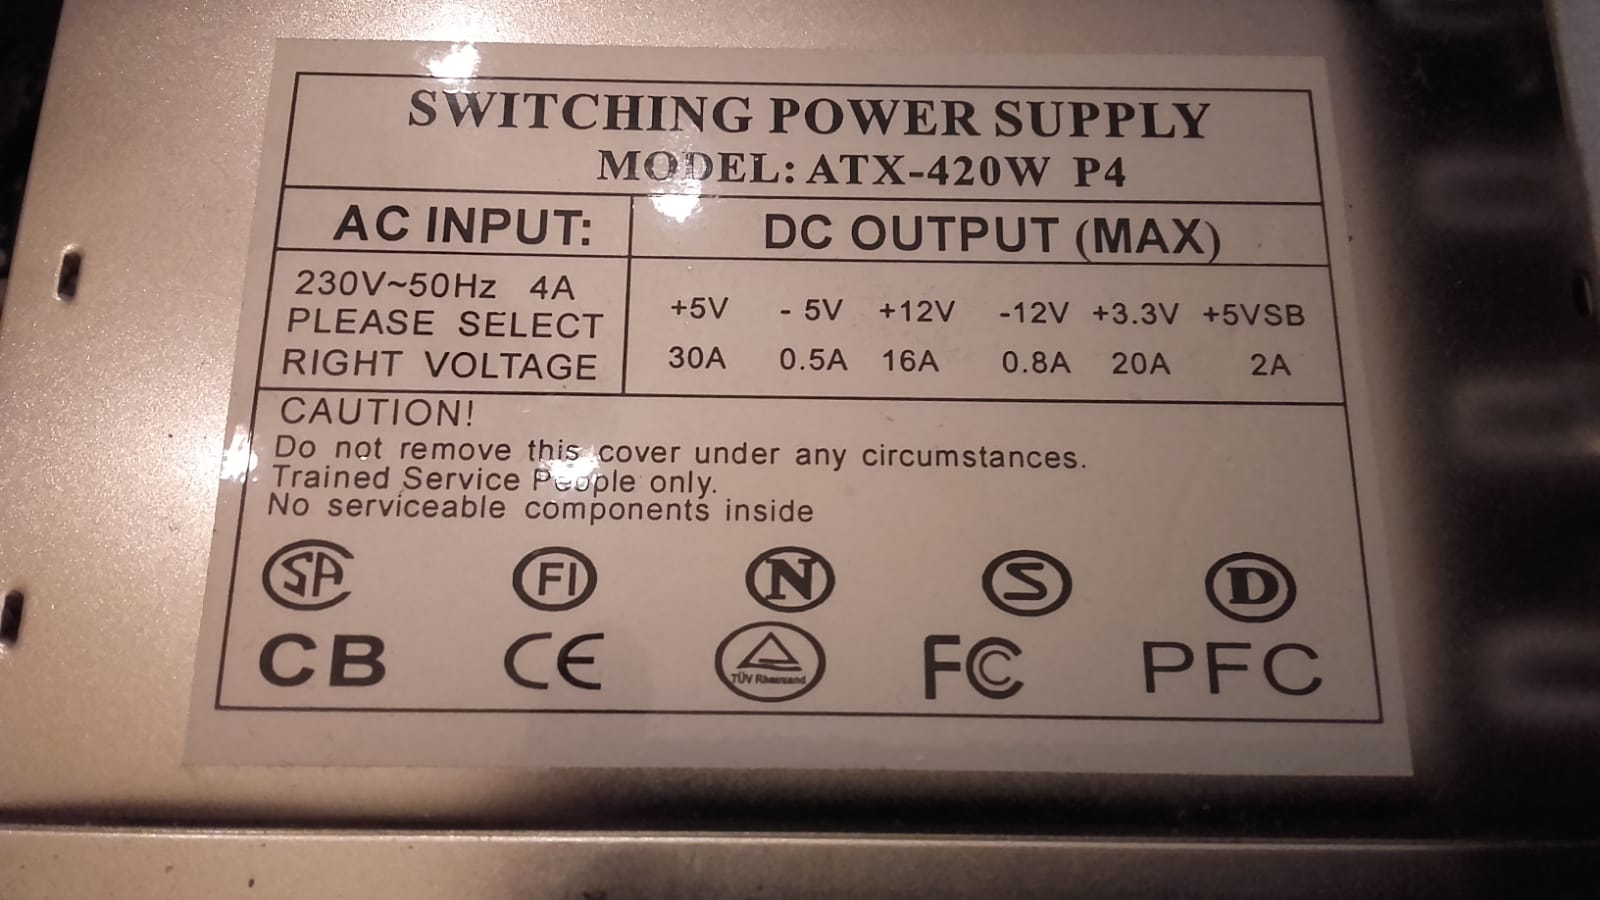 SWITCHING POWER SUPPLY
MODEL: ATX-420W P4
AC INPUT:
DC OUTPUT (MAX)
230V~50Hz 4A
PLEASE SELECT
RIGHT VOLTAGE
+5V - 5V +12V -12V +3.3V +5VSB
30A 0.5A 16A 0.8A 20A 2A
CAUTION!
Do not remove this cover under any circumstances.
Trained Service People only.
No serviceable components inside
SA FI N S D
CB CE TÜV FC PFC